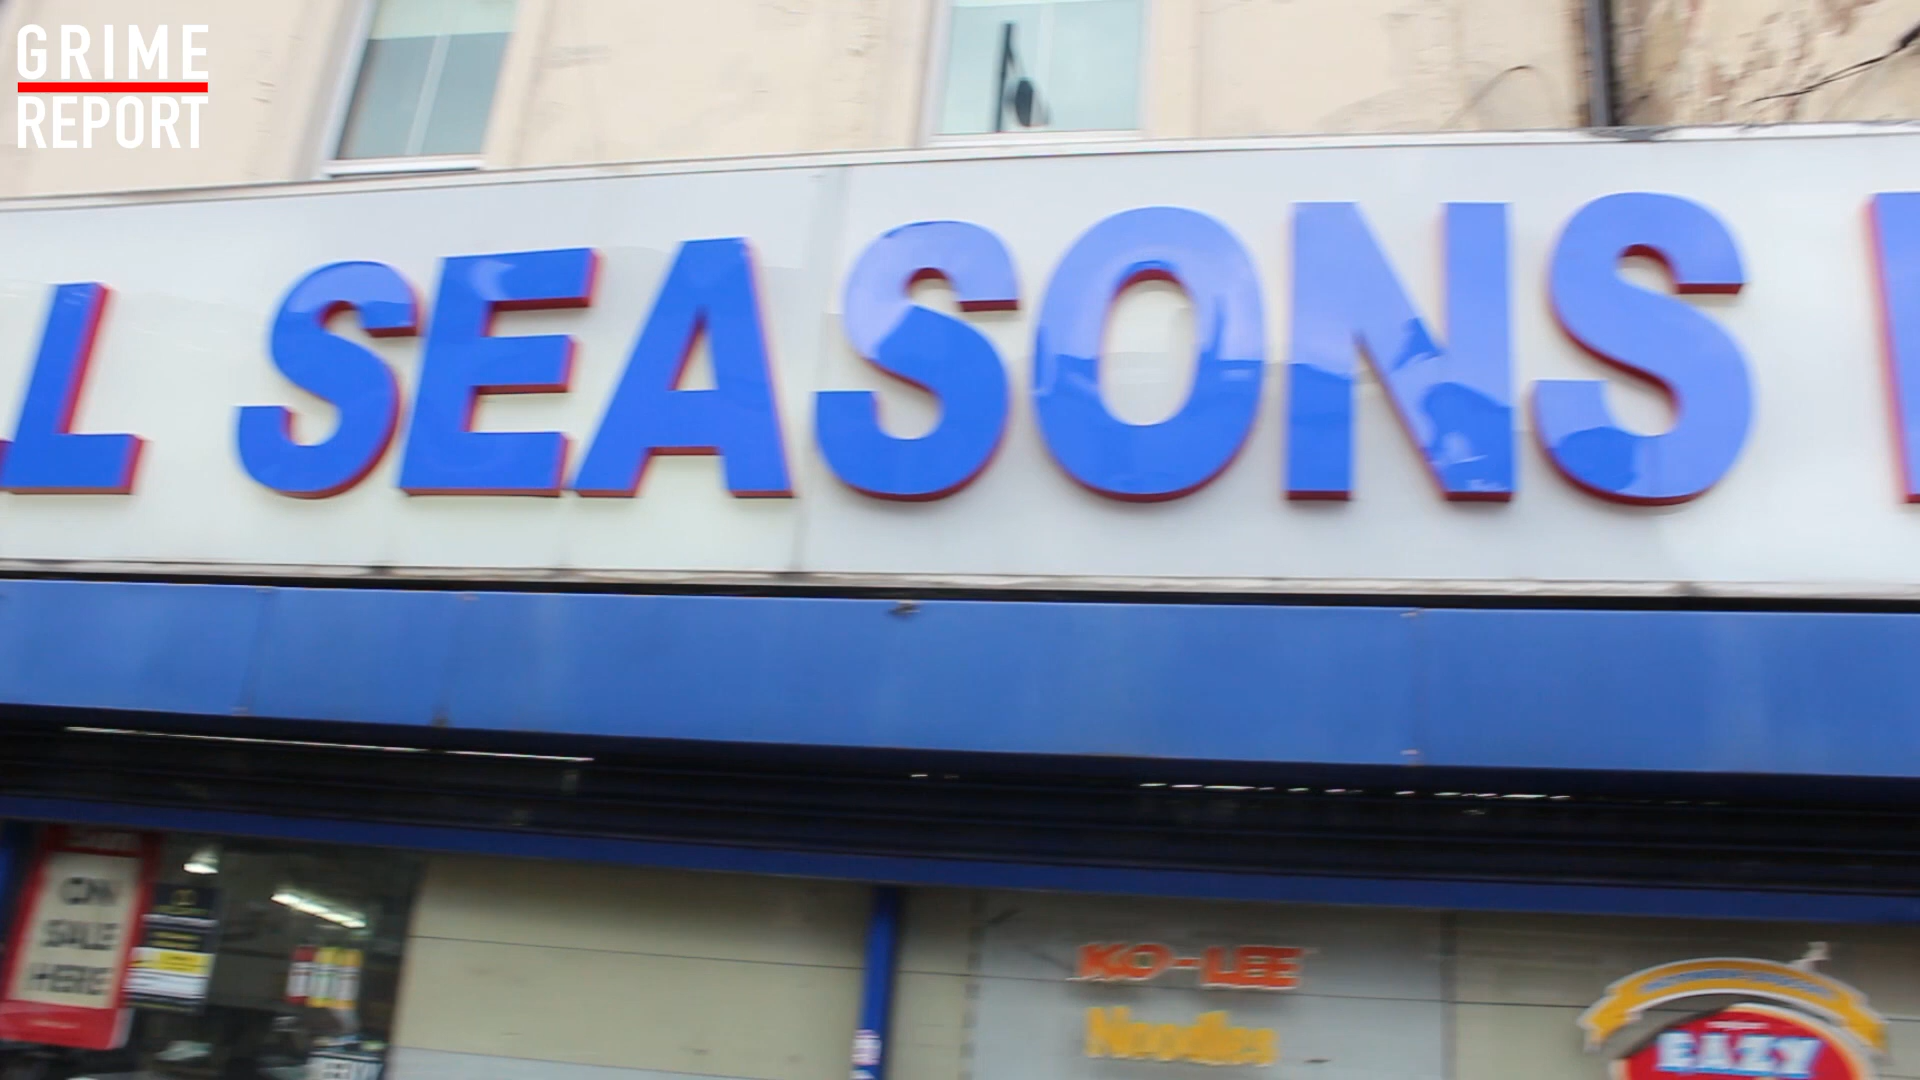 GRIME
REPORT
L SEASONS
ON
SALE
HERE
KO-LEE
Noodles
EAZY